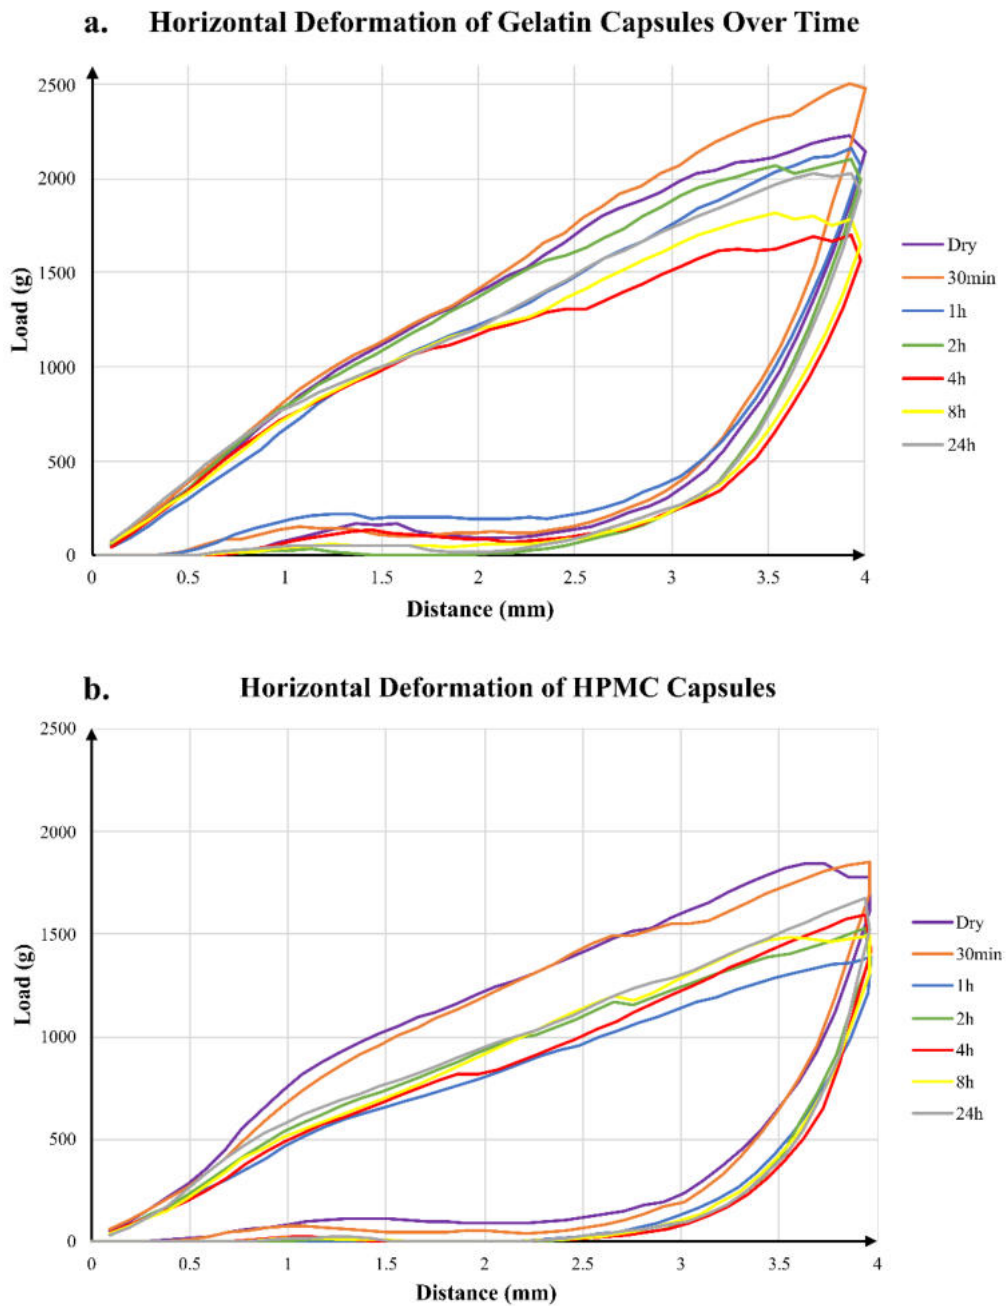 a. Horizontal Deformation of Gelatin Capsules Over Time
2500
2000
1500
1000
500
0
Load (g)
0 0.5 1 1.5 2 2.5 3 3.5 4
Distance (mm)
Dry
30min
1h
2h
4h
8h
24h
b. Horizontal Deformation of HPMC Capsules
2500
2000
1500
1000
500
0
Load (g)
0 0.5 1 1.5 2 2.5 3 3.5 4
Distance (mm)
Dry
30min
1h
2h
4h
8h
24h